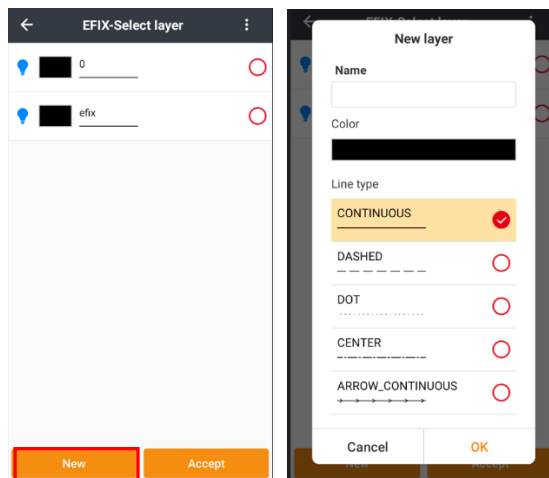 EFIX-Select layer
0
efix
New
Accept
New layer
Name
Color
Line type
CONTINUOUS
DASHED
DOT
CENTER
ARROW_CONTINUOUS
Cancel
OK